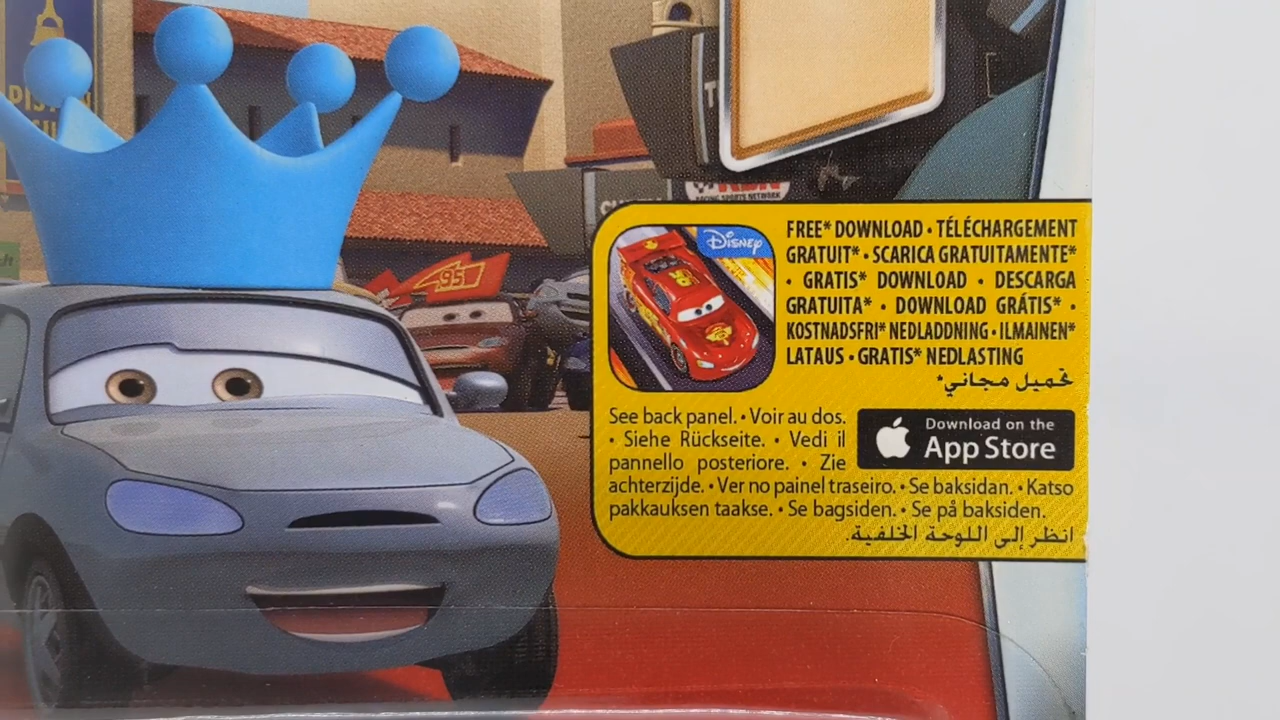 95
DISNEY
FREE* DOWNLOAD • TÉLÉCHARGEMENT
GRATUIT* • SCARICA GRATUITAMENTE*
• GRATIS* DOWNLOAD • DESCARGA
GRATUITA* • DOWNLOAD GRÁTIS* •
KOSTNADSFRI* NEDLADDNING • ILMAINEN*
LATAUS • GRATIS* NEDLASTING
تحميل مجاني*
See back panel. • Voir au dos.
• Siehe Rückseite. • Vedi il
pannello posteriore. • Zie
achterzijde. • Ver no painel traseiro. • Se baksidan. • Katso
pakkauksen taakse. • Se bagsiden. • Se på baksiden.
انظر إلى اللوحة الخلفية.
Download on the
App Store